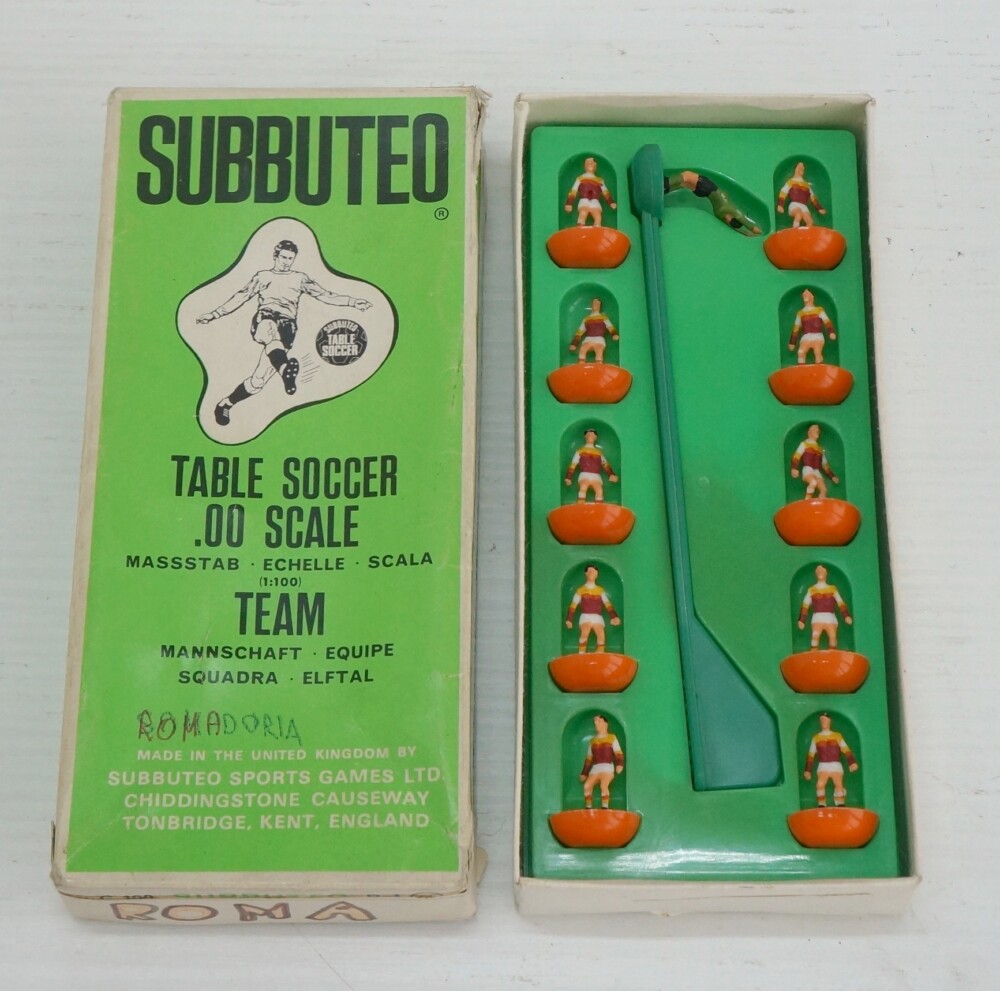 SUBBUTEO
®
SUBBUTEO
TABLE
SOCCER
TABLE SOCCER
.00 SCALE
MASSSTAB · ECHELLE · SCALA
(1:100)
TEAM
MANNSCHAFT · EQUIPE
SQUADRA · ELFTAL
ROMADORIA
MADE IN THE UNITED KINGDOM BY
SUBBUTEO SPORTS GAMES LTD.
CHIDDINGSTONE CAUSEWAY
TONBRIDGE, KENT, ENGLAND
ROMA